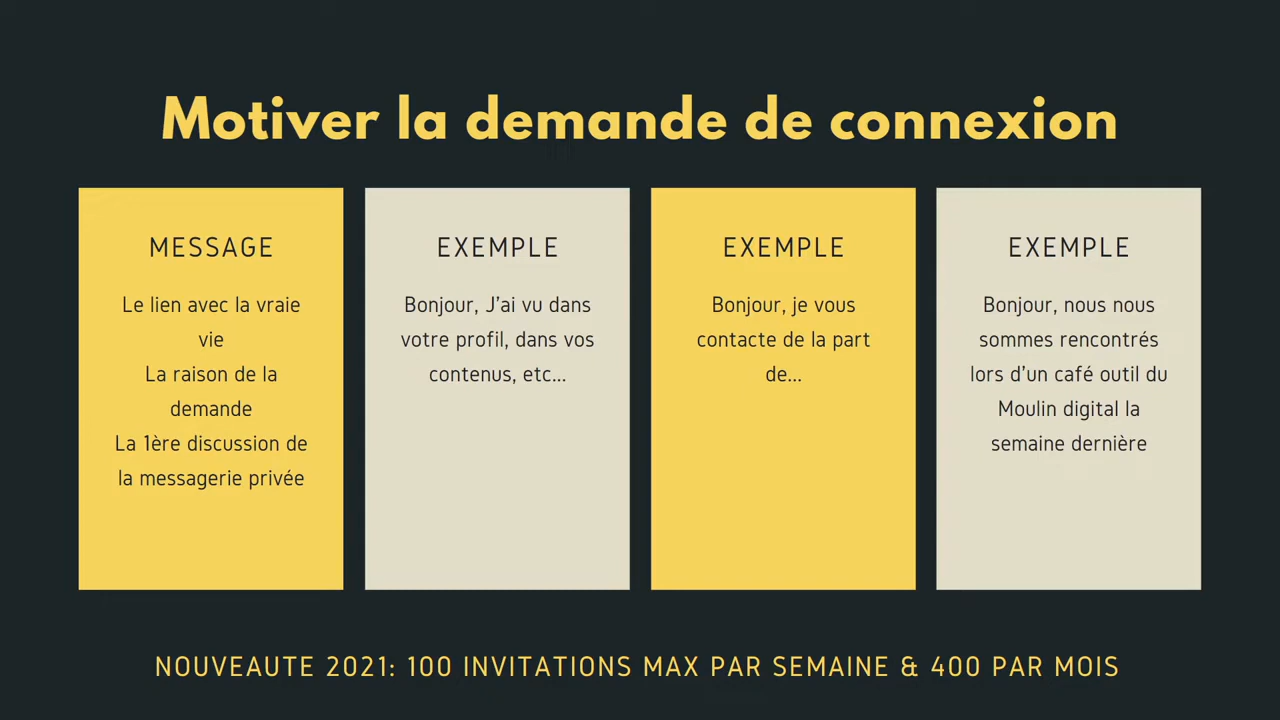 Motiver la demande de connexion
MESSAGE
Le lien avec la vraie
vie
La raison de la
demande
La 1ère discussion de
la messagerie privée
EXEMPLE
Bonjour, J'ai vu dans
votre profil, dans vos
contenus, etc...
EXEMPLE
Bonjour, je vous
contacte de la part
de...
EXEMPLE
Bonjour, nous nous
sommes rencontrés
lors d'un café outil du
Moulin digital la
semaine dernière
NOUVEAUTE 2021: 100 INVITATIONS MAX PAR SEMAINE & 400 PAR MOIS